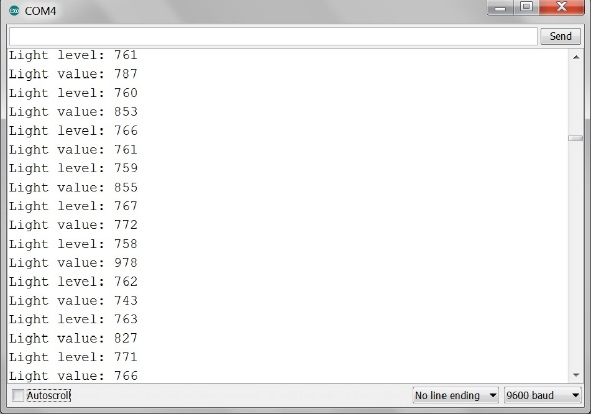 COM4
Send
Light level: 761
Light value: 787
Light level: 760
Light value: 853
Light level: 766
Light value: 761
Light level: 759
Light value: 855
Light level: 767
Light value: 772
Light level: 758
Light value: 978
Light level: 762
Light value: 743
Light level: 763
Light value: 827
Light level: 771
Light value: 766
Autoscroll
No line ending
9600 baud